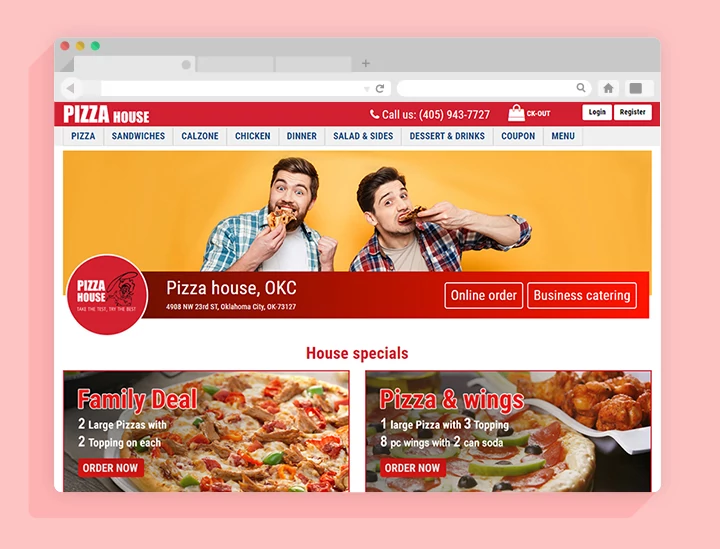 PIZZA HOUSE
Call us: (405) 943-7727
CK-OUT
Login
Register
PIZZA
SANDWICHES
CALZONE
CHICKEN
DINNER
SALAD & SIDES
DESSERT & DRINKS
COUPON
MENU
PIZZA
HOUSE
TAKE THE TEST, TRY THE BEST
Pizza house, OKC
4908 NW 23rd ST, Oklahoma City, OK-73127
Online order
Business catering
House specials
Family Deal
2 Large Pizzas with
2 Topping on each
ORDER NOW
Pizza & wings
1 large Pizza with 3 Topping
8 pc wings with 2 can soda
ORDER NOW